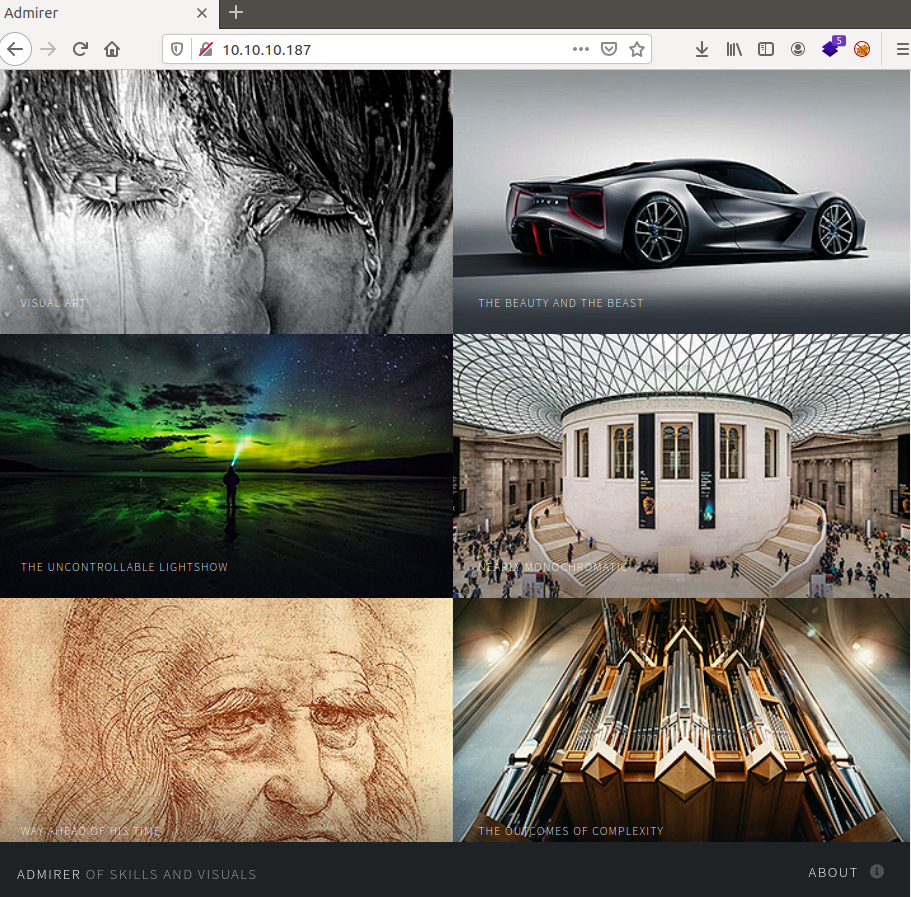 Admirer
10.10.10.187
5
VISUAL ART
THE BEAUTY AND THE BEAST
THE UNCONTROLLABLE LIGHTSHOW
NEARLY MONOCHROMATIC
WAY AHEAD OF HIS TIME
THE OUTCOMES OF COMPLEXITY
ADMIRER OF SKILLS AND VISUALS
ABOUT